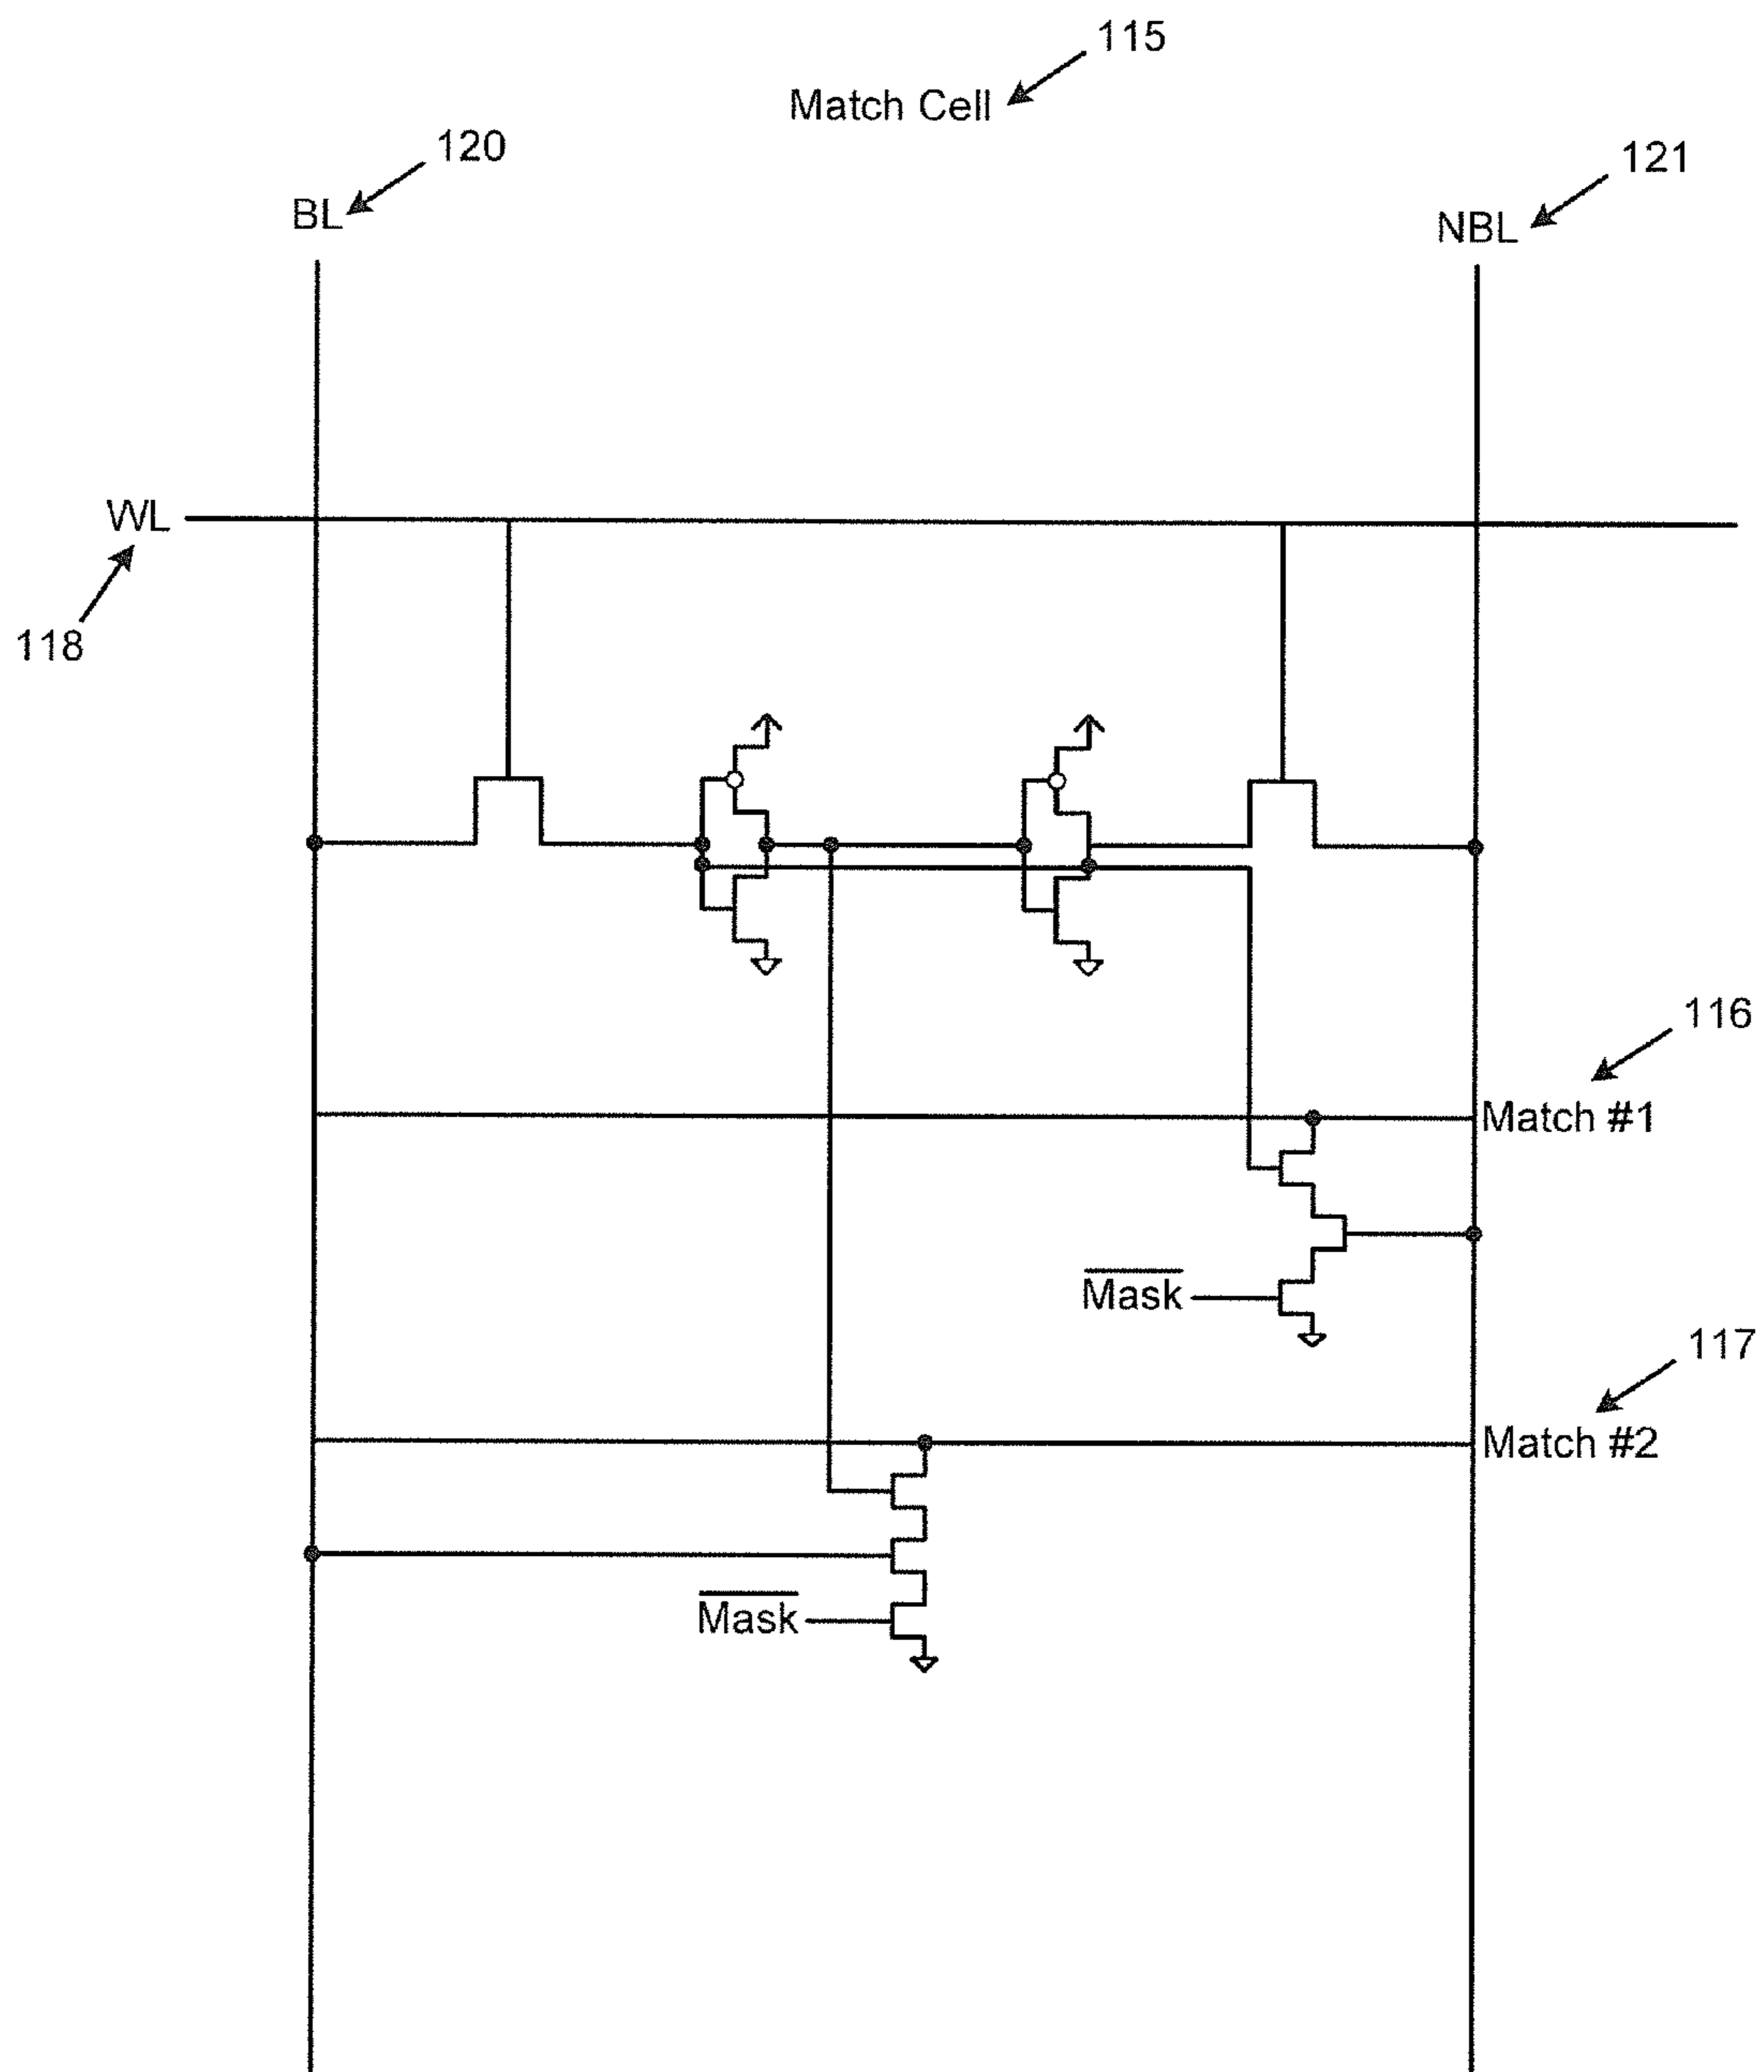 115
Match Cell
120
121
BL
NBL
WL
118
116
Match #1
Mask
117
Match #2
Mask